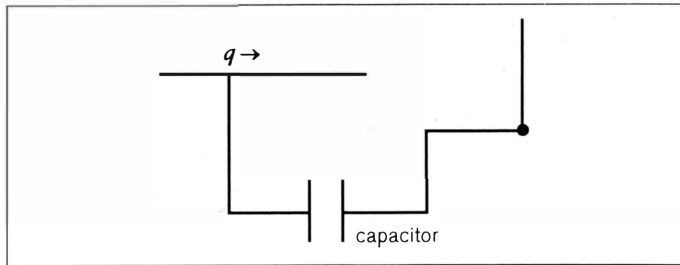 q →
capacitor